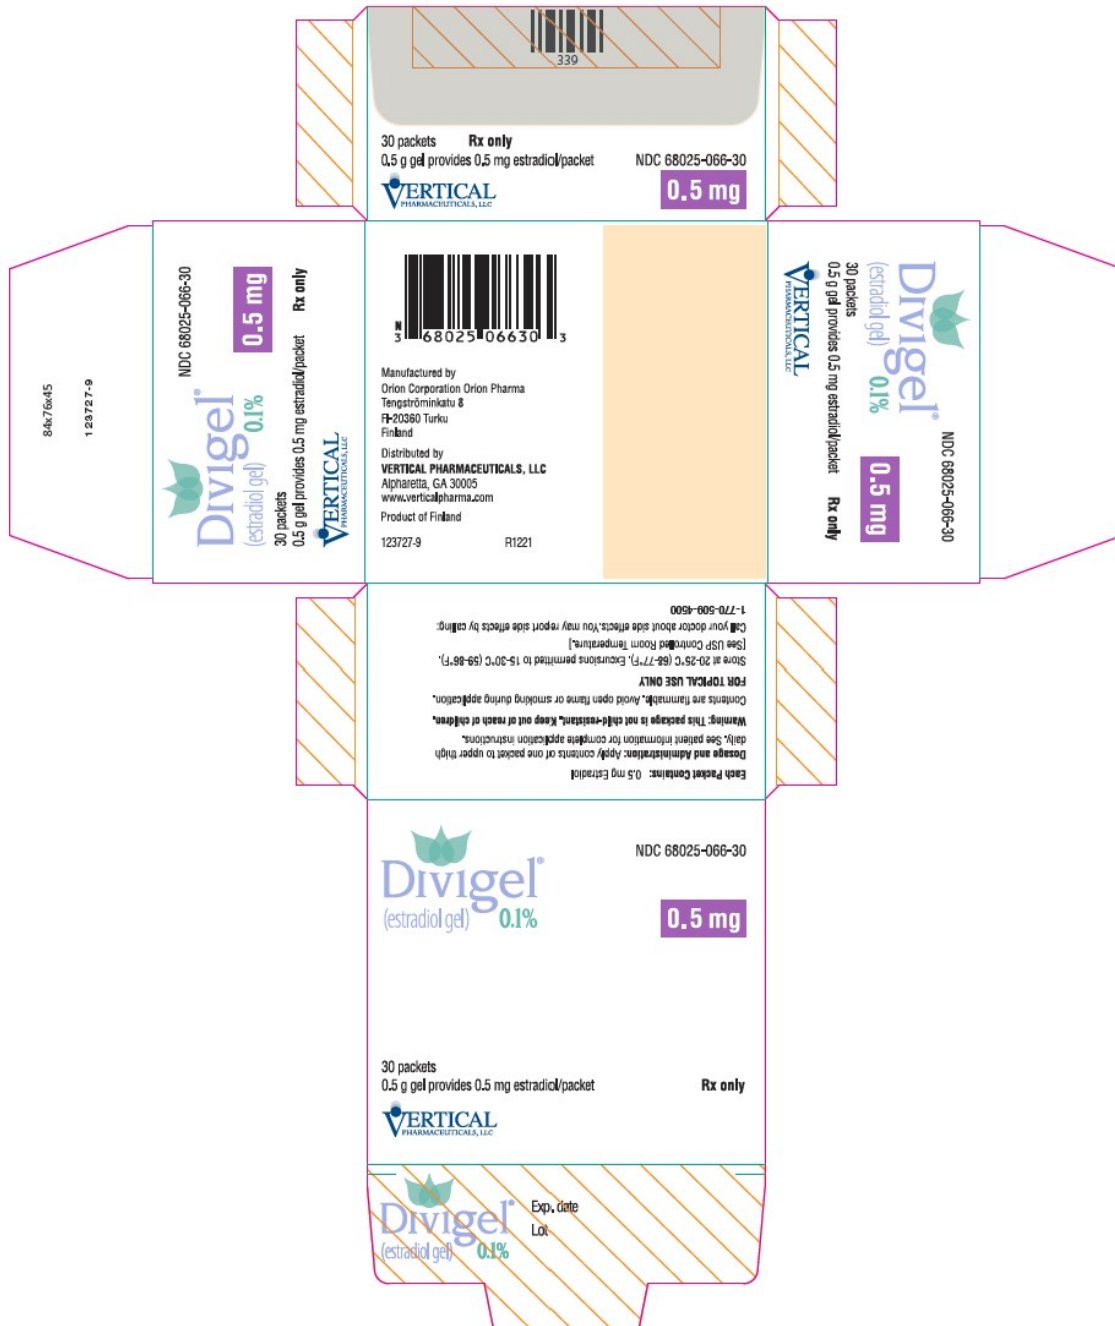 339
30 packets Rx only
0.5 g gel provides 0.5 mg estradiol/packet NDC 68025-066-30
VERTICAL
PHARMACEUTICALS, LLC
0.5 mg
84x76x45
123727-9
NDC 68025-066-30
0.5 mg
Divigel®
(estradiol gel) 0.1%
30 packets
0.5 g gel provides 0.5 mg estradiol/packet Rx only
VERTICAL
PHARMACEUTICALS, LLC
N
3 68025 06630 3
Manufactured by
Orion Corporation Orion Pharma
Tengströminkatu 8
FI-20360 Turku
Finland
Distributed by
VERTICAL PHARMACEUTICALS, LLC
Alpharetta, GA 30005
www.verticalpharma.com
Product of Finland
123727-9 R1221
Divigel®
(estradiol gel) 0.1%
NDC 68025-066-30
0.5 mg
30 packets
0.5 g gel provides 0.5 mg estradiol/packet Rx only
VERTICAL
PHARMACEUTICALS, LLC
Each Packet Contains: 0.5 mg Estradiol
Dosage and Administration: Apply contents of one packet to upper thigh
daily. See patient information for complete application instructions.
Warning: This package is not child-resistant. Keep out of reach of children.
Contents are flammable. Avoid open flame or smoking during application.
FOR TOPICAL USE ONLY
Store at 20-25°C (68-77°F). Excursions permitted to 15-30°C (59-86°F).
[See USP Controlled Room Temperature.]
Call your doctor about side effects.You may report side effects by calling:
1-770-509-4500
Divigel®
(estradiol gel) 0.1%
NDC 68025-066-30
0.5 mg
30 packets
0.5 g gel provides 0.5 mg estradiol/packet Rx only
VERTICAL
PHARMACEUTICALS, LLC
Divigel®
(estradiol gel) 0.1%
Exp. date
Lot